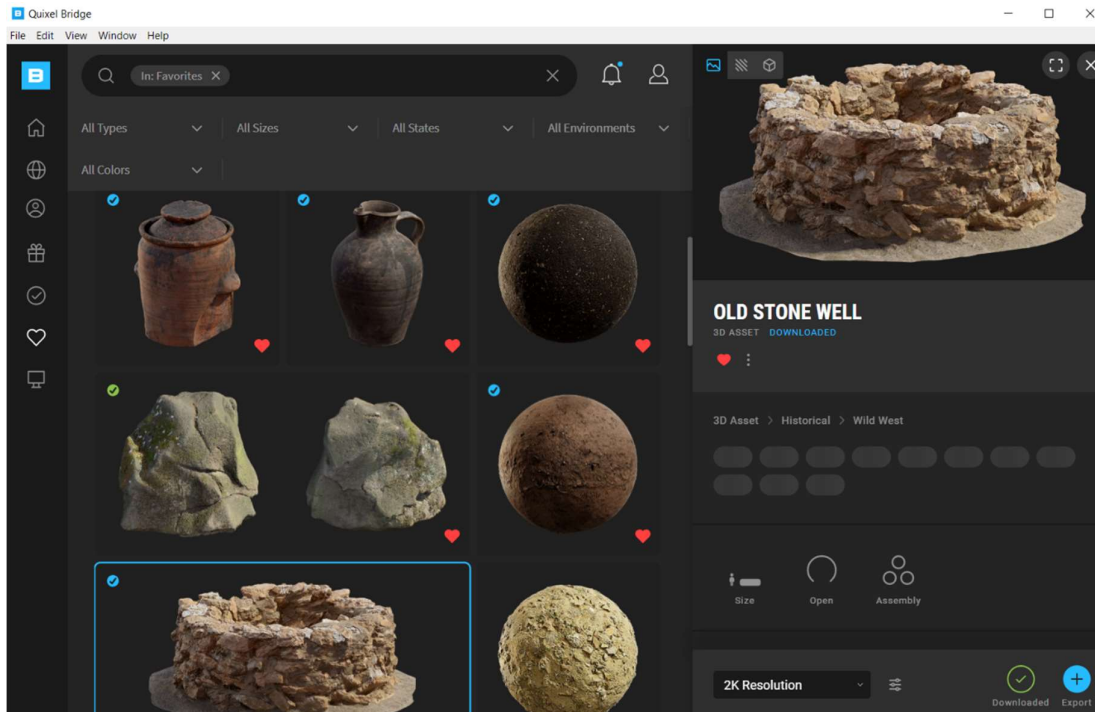 Quixel Bridge
File Edit View Window Help
B
In: Favorites
All Types All Sizes All States All Environments
All Colors
OLD STONE WELL
3D ASSET DOWNLOADED
3D Asset > Historical > Wild West
Size Open Assembly
2K Resolution
Downloaded Export